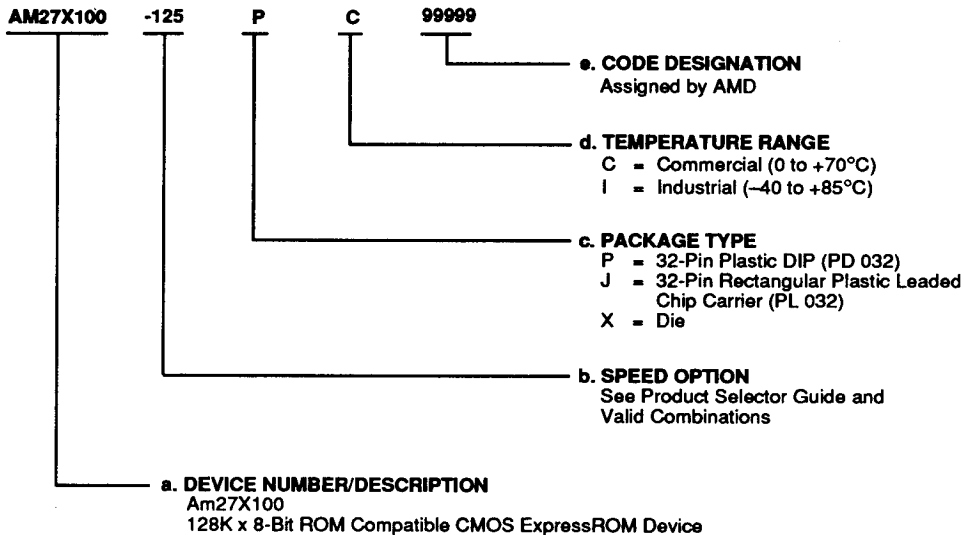 AM27X100 -125 P C 99999
e. CODE DESIGNATION
Assigned by AMD
d. TEMPERATURE RANGE
C = Commercial (0 to +70°C)
I = Industrial (–40 to +85°C)
c. PACKAGE TYPE
P = 32-Pin Plastic DIP (PD 032)
J = 32-Pin Rectangular Plastic Leaded
Chip Carrier (PL 032)
X = Die
b. SPEED OPTION
See Product Selector Guide and
Valid Combinations
a. DEVICE NUMBER/DESCRIPTION
Am27X100
128K x 8-Bit ROM Compatible CMOS ExpressROM Device